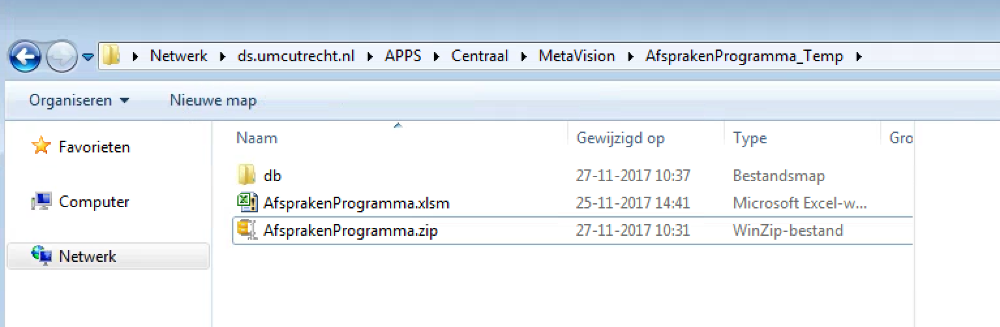 Netwerk ds.umcutrecht.nl APPS Centraal MetaVision AfsprakenProgramma_Temp
Organiseren Nieuwe map
Favorieten
Computer
Netwerk
Naam Gewijzigd op Type Gro
db 27-11-2017 10:37 Bestandsmap
AfsprakenProgramma.xlsm 25-11-2017 14:41 Microsoft Excel-w...
AfsprakenProgramma.zip 27-11-2017 10:31 WinZip-bestand